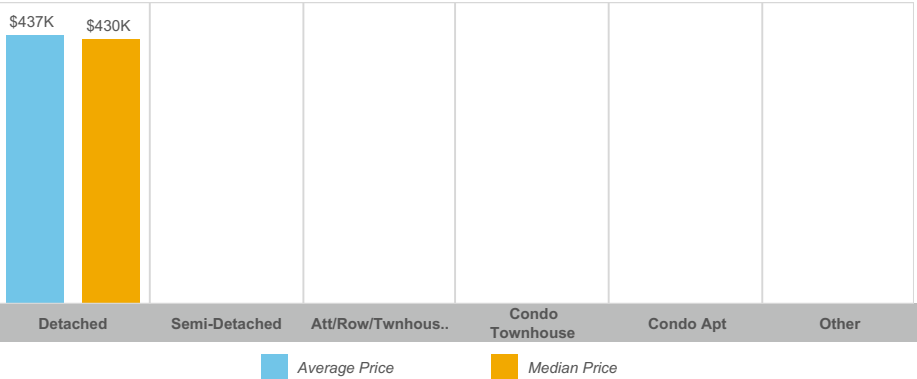 $437K
$430K
Detached
Semi-Detached
Att/Row/Twnhous..
Condo
Townhouse
Condo Apt
Other
Average Price
Median Price